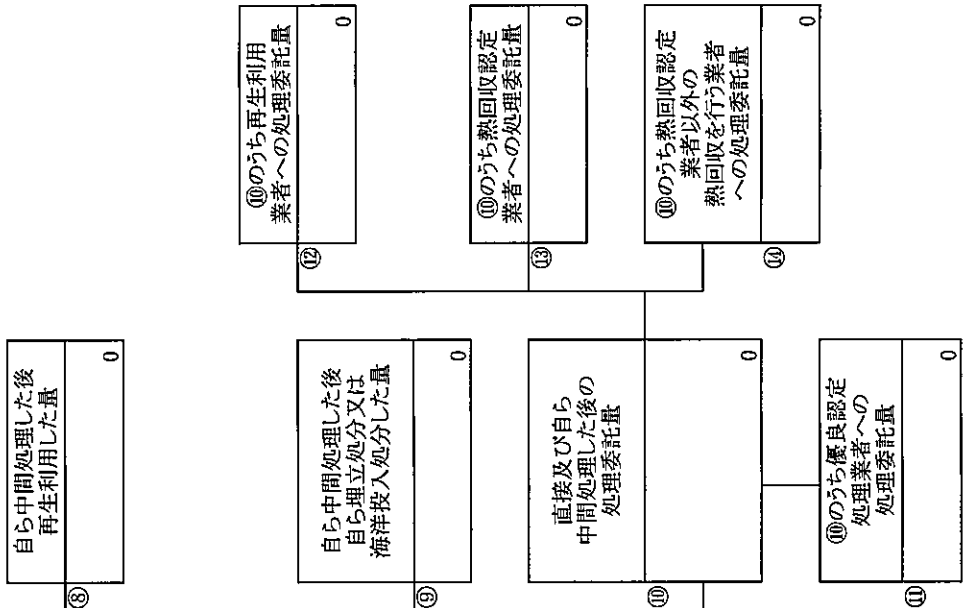 ⑧
自ら中間処理した後
再生利用した量
0
⑨
自ら中間処理した後
自ら埋立処分又は
海洋投入処分した量
0
⑩
直接及び自ら
中間処理した後の
処理委託量
0
⑪
⑩のうち優良認定
処理業者への
処理委託量
0
⑫
⑩のうち再生利用
業者への処理委託量
0
⑬
⑩のうち熱回収認定
業者への処理委託量
0
⑭
⑩のうち熱回収認定
業者以外の
熱回収を行う業者
への処理委託量
0